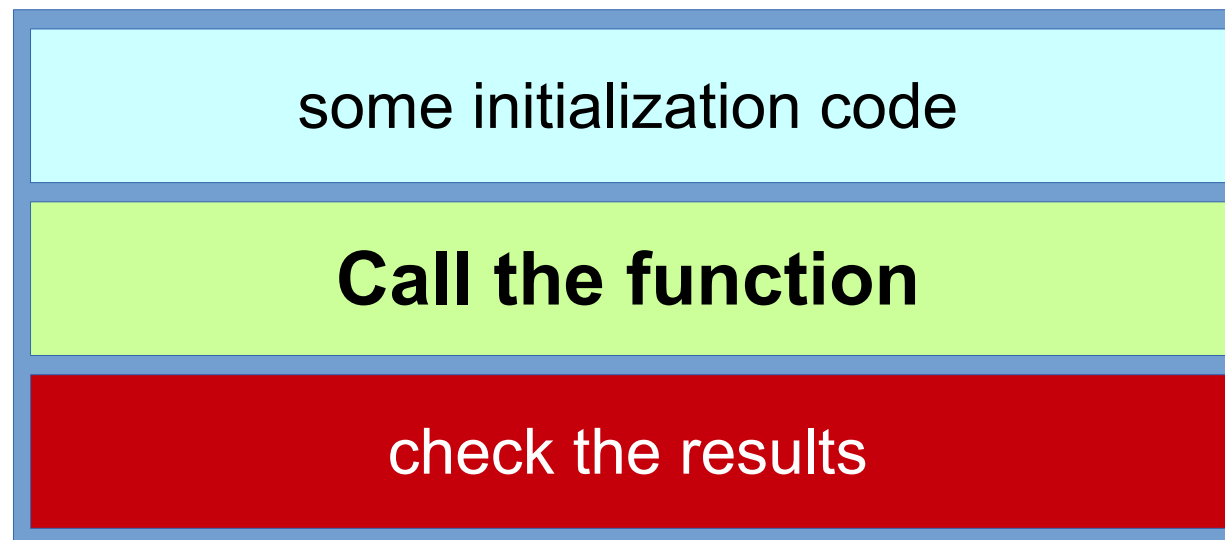 some initialization code
Call the function
check the results